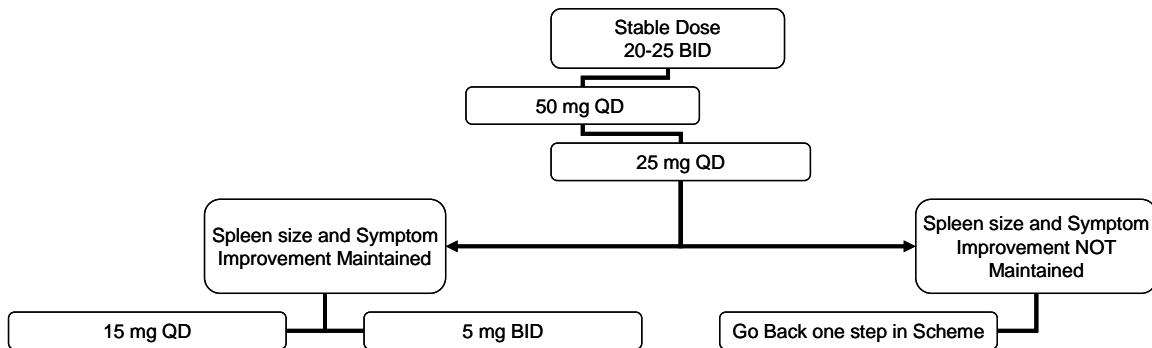 Stable Dose
20-25 BID
50 mg QD
25 mg QD
Spleen size and Symptom
Improvement Maintained
Spleen size and Symptom
Improvement NOT
Maintained
15 mg QD
5 mg BID
Go Back one step in Scheme